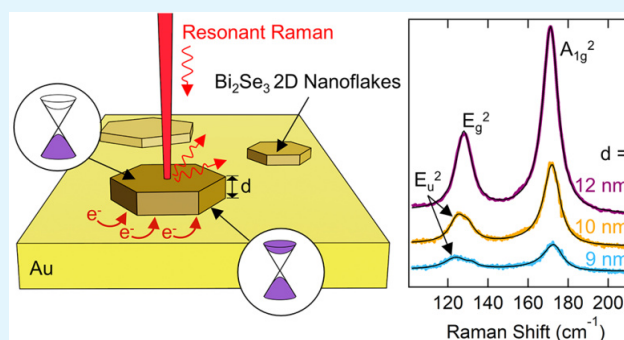 Resonant Raman
Bi₂Se₃ 2D Nanoflakes
d
e⁻
e⁻
e⁻
Au
A₁g²
Eg²
Eu²
d =
12 nm
10 nm
9 nm
120 140 160 180 200
Raman Shift (cm⁻¹)